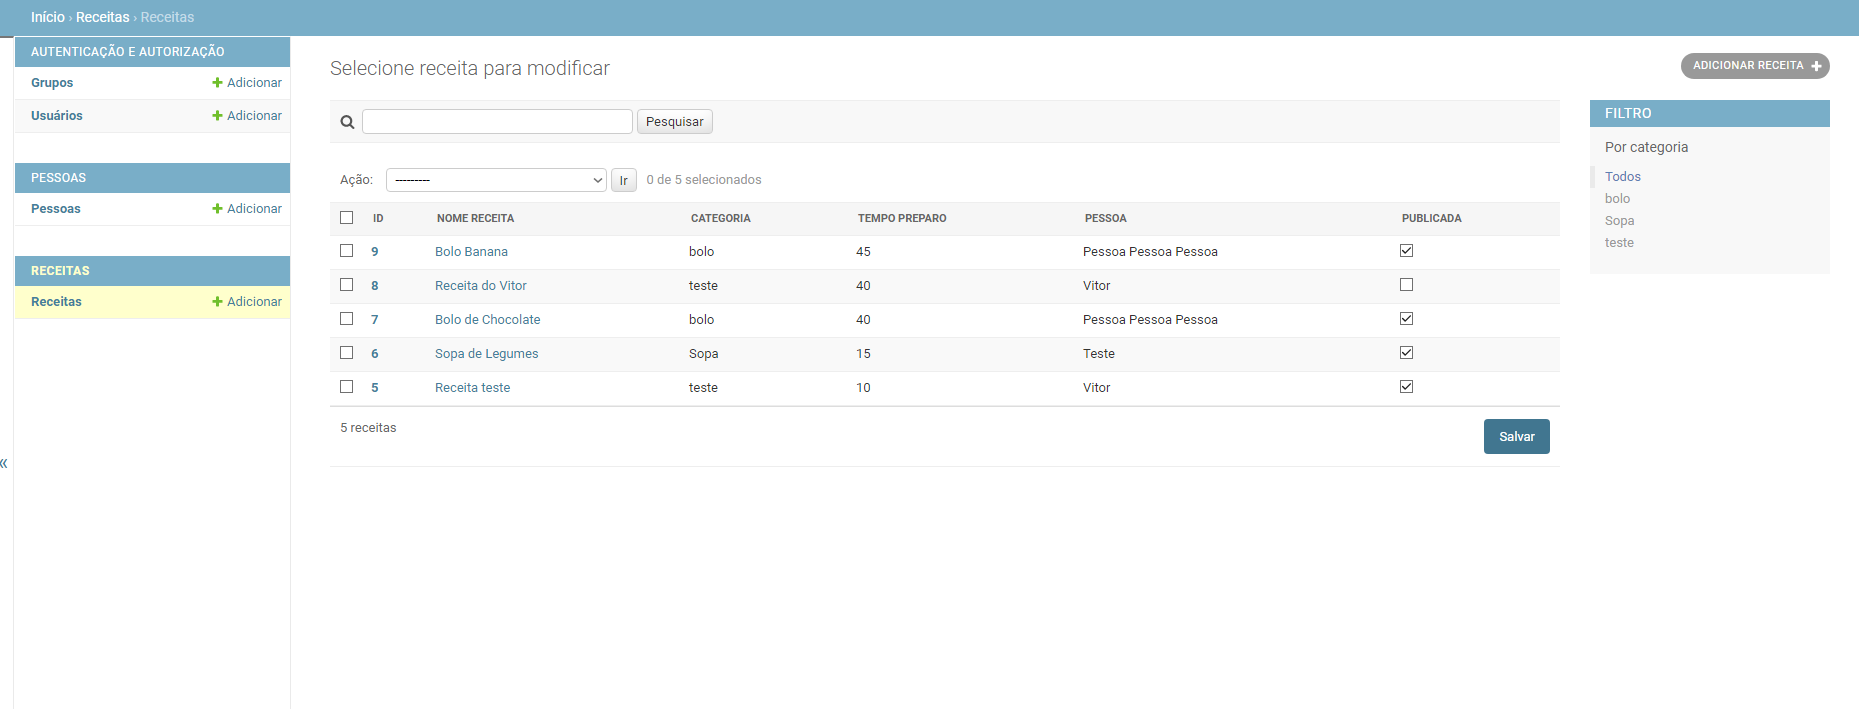 Início › Receitas › Receitas
AUTENTICAÇÃO E AUTORIZAÇÃO
Grupos Adicionar
Usuários Adicionar
PESSOAS
Pessoas Adicionar
RECEITAS
Receitas Adicionar
«
Selecione receita para modificar
ADICIONAR RECEITA
Pesquisar
Ação: --------- Ir 0 de 5 selecionados
ID NOME RECEITA CATEGORIA TEMPO PREPARO PESSOA PUBLICADA
9 Bolo Banana bolo 45 Pessoa Pessoa Pessoa
8 Receita do Vitor teste 40 Vitor
7 Bolo de Chocolate bolo 40 Pessoa Pessoa Pessoa
6 Sopa de Legumes Sopa 15 Teste
5 Receita teste teste 10 Vitor
5 receitas
Salvar
FILTRO
Por categoria
Todos
bolo
Sopa
teste